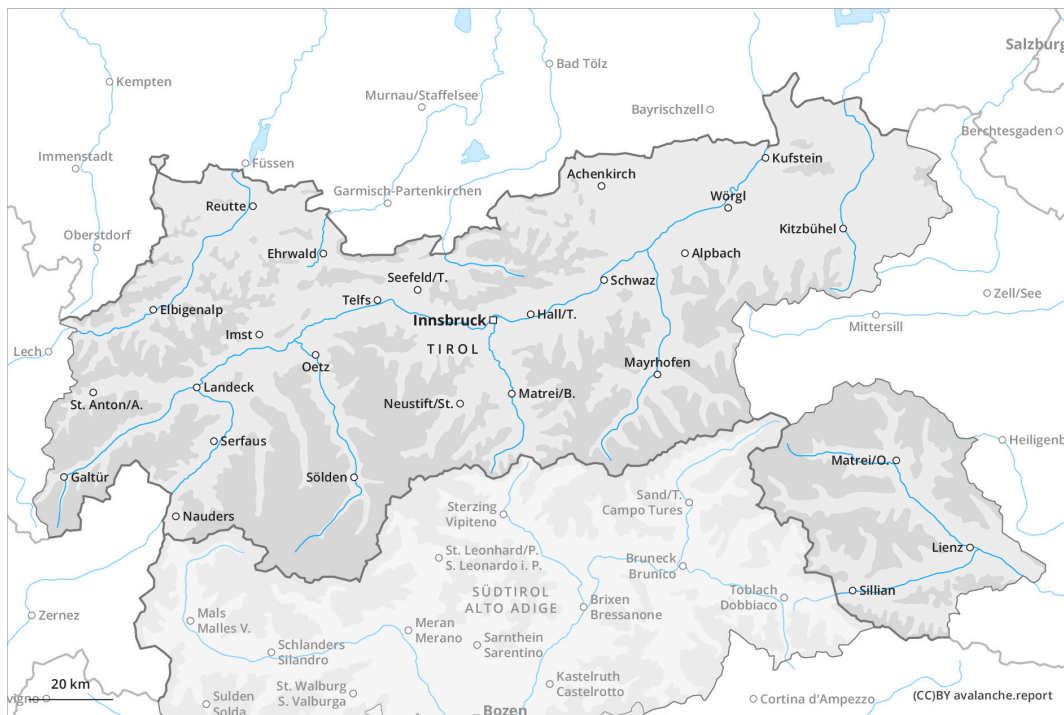 Salzburg
Kempten
Bad Tölz
Murnau/Staffelsee
Bayrischzell
Berchtesgaden
Immenstadt
Füssen
Kufstein
Achenkirch
Garmisch-Partenkirchen
Reutte
Wörgl
Oberstdorf
Kitzbühel
Ehrwald
Alpbach
Seefeld/T.
Schwaz
Zell/See
Telfs
Elbigenalp
Innsbruck
Hall/T.
Mittersill
Imst
TIROL
Lech
Oetz
Mayrhofen
Landeck
St. Anton/A.
Neustift/St.
Matrei/B.
Serfaus
Heiligenb
Matrei/O.
Galtür
Sölden
Sand/T.
Campo Tures
Sterzing
Vipiteno
Nauders
Lienz
St. Leonhard/P.
S. Leonardo i. P.
Bruneck
Brunico
SÜDTIROL
ALTO ADIGE
Toblach
Dobbiaco
Sillian
Brixen
Bressanone
Zernez
Mals
Malles V.
Meran
Merano
Sarnthein
Sarentino
Schlanders
Silandro
Kastelruth
Castelrotto
St. Walburg
S. Valburga
20 km
vigno
Sulden
Solda
Bozen
Cortina d'Ampezzo
(CC)BY avalanche.report